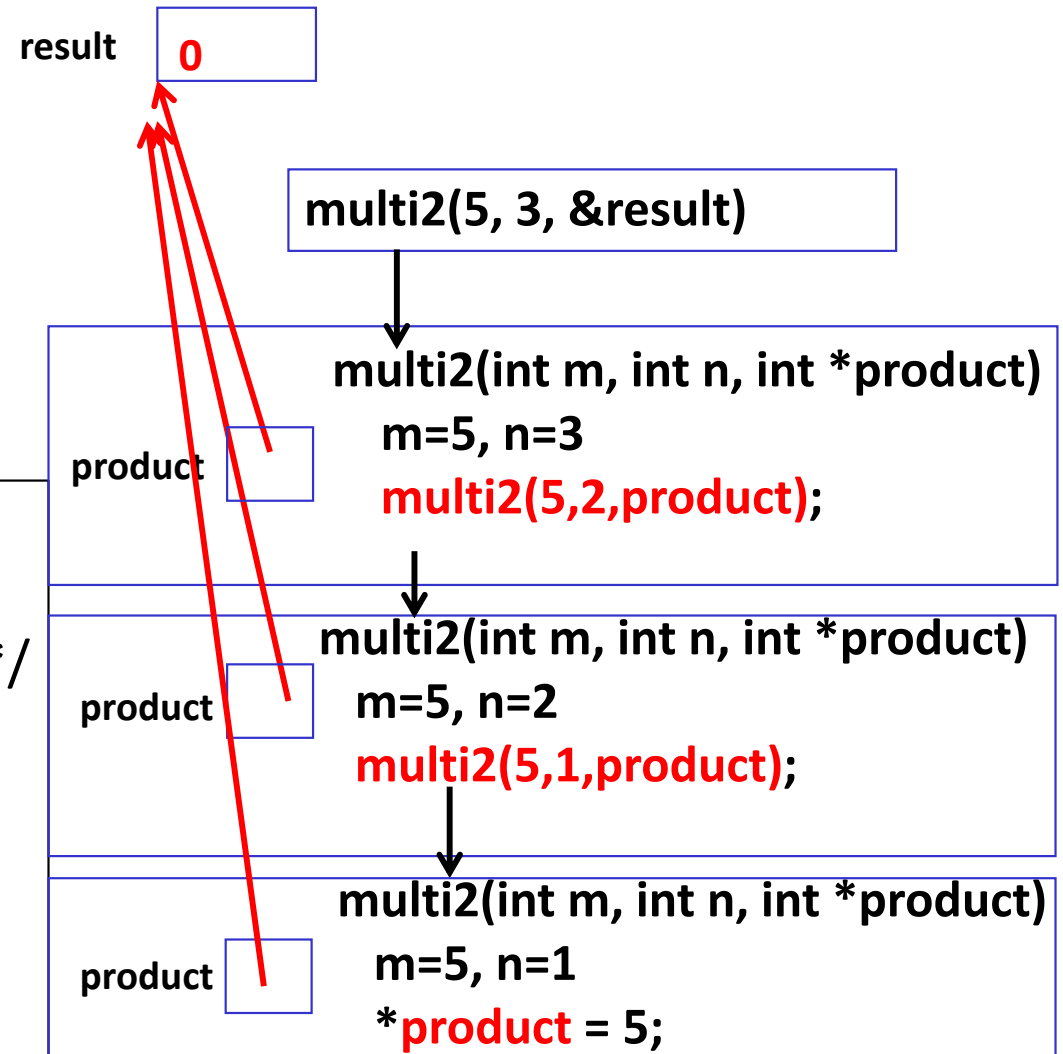 result 0
multi2(5, 3, &result)
multi2(int m, int n, int *product)
m=5, n=3
product
multi2(5,2,product);
multi2(int m, int n, int *product)
*/
product
m=5, n=2
multi2(5,1,product);
multi2(int m, int n, int *product)
product
m=5, n=1
*product = 5;